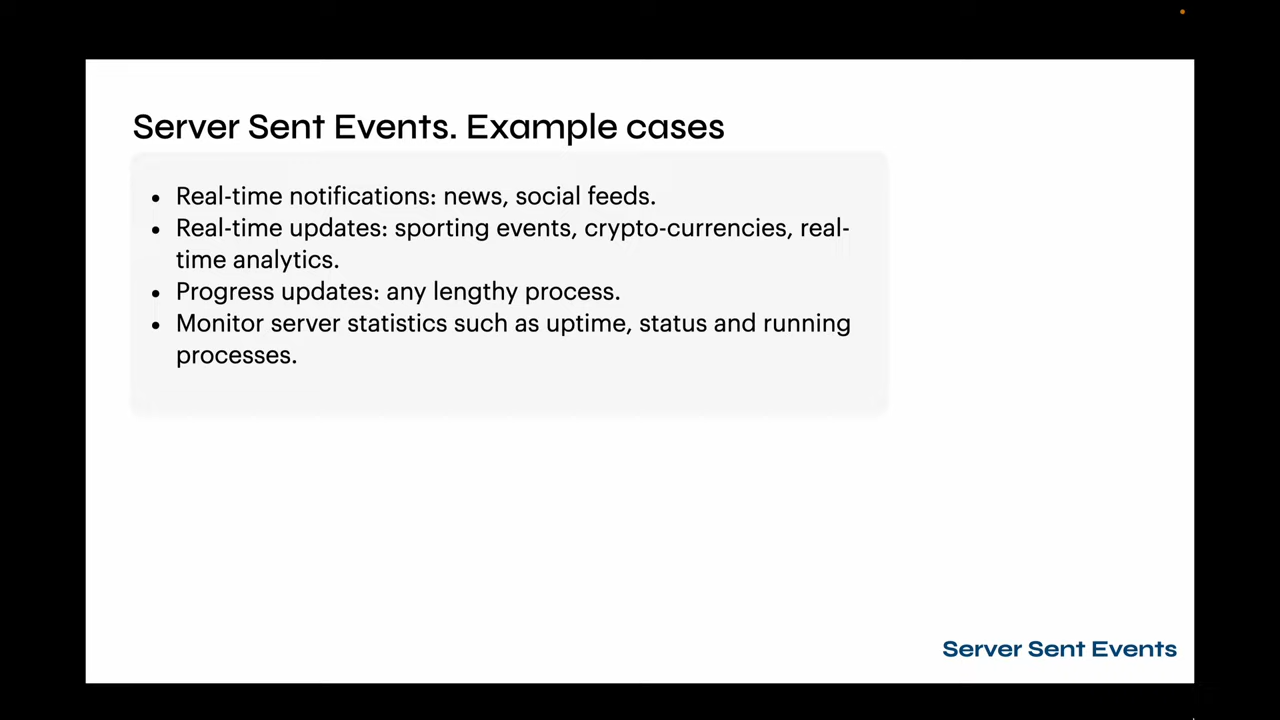 Server Sent Events. Example cases
• Real-time notifications: news, social feeds.
• Real-time updates: sporting events, crypto-currencies, real-
time analytics.
• Progress updates: any lengthy process.
• Monitor server statistics such as uptime, status and running
processes.
Server Sent Events